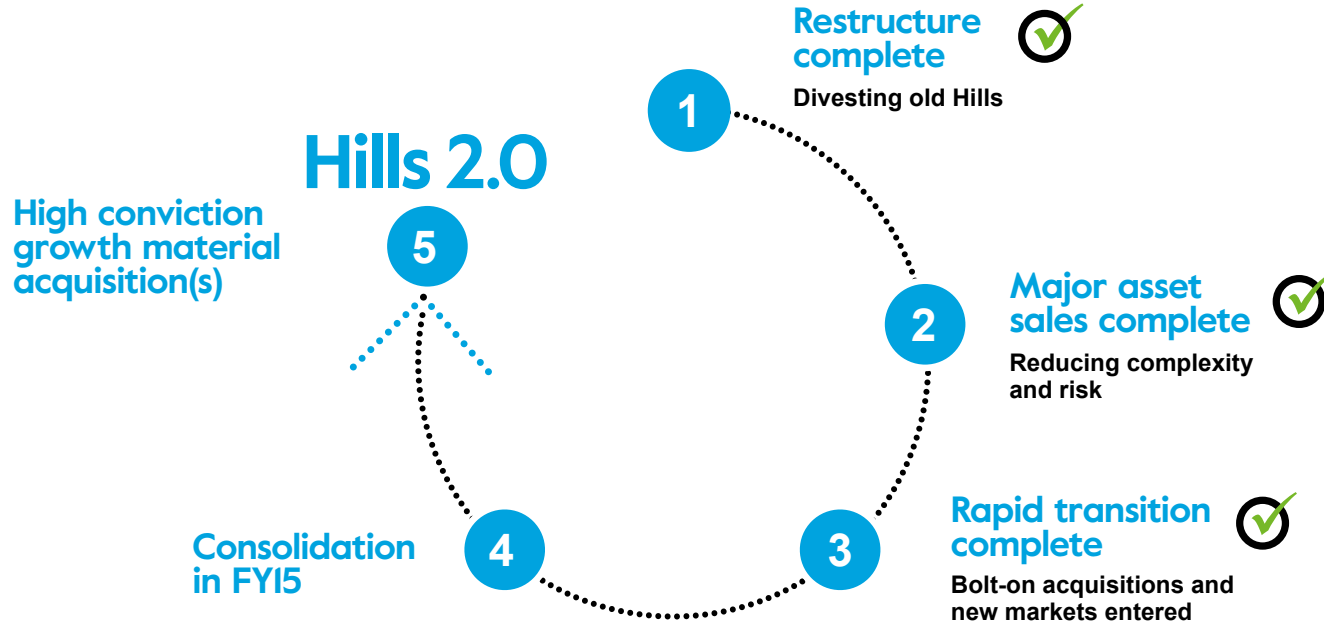 Restructure
complete
Divesting old Hills
1
Hills 2.0
High conviction
growth material
acquisition(s)
5
2
Major asset
sales complete
Reducing complexity
and risk
3
Rapid transition
complete
Bolt-on acquisitions and
new markets entered
4
Consolidation
in FY15